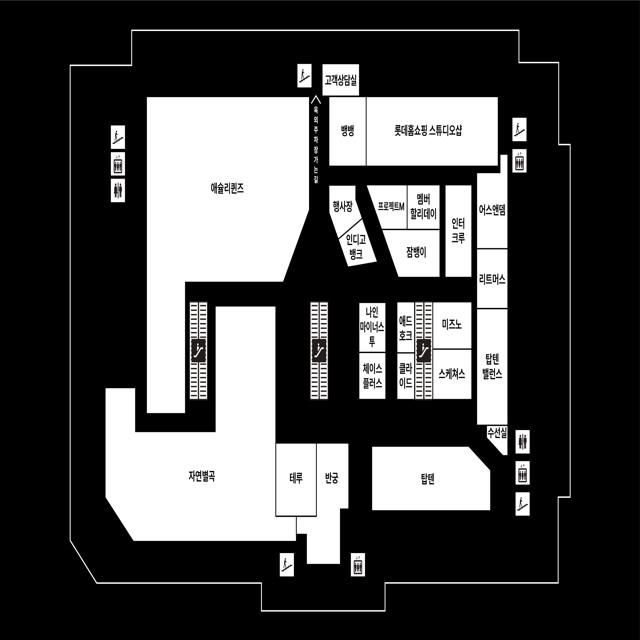 고객상담실
옥외주차장가는길
뱅뱅
롯데홈쇼핑 스튜디오샵
애슐리퀸즈
행사장
프로젝트M
멤버
할리데이
인터
크루
어스앤뎀
인디고
뱅크
잠뱅이
리트머스
나인
마이너스
투
애드
호크
미즈노
체이스
플러스
클라
이드
스케쳐스
탑텐
밸런스
수선실
자연별곡
테루
반궁
탑텐